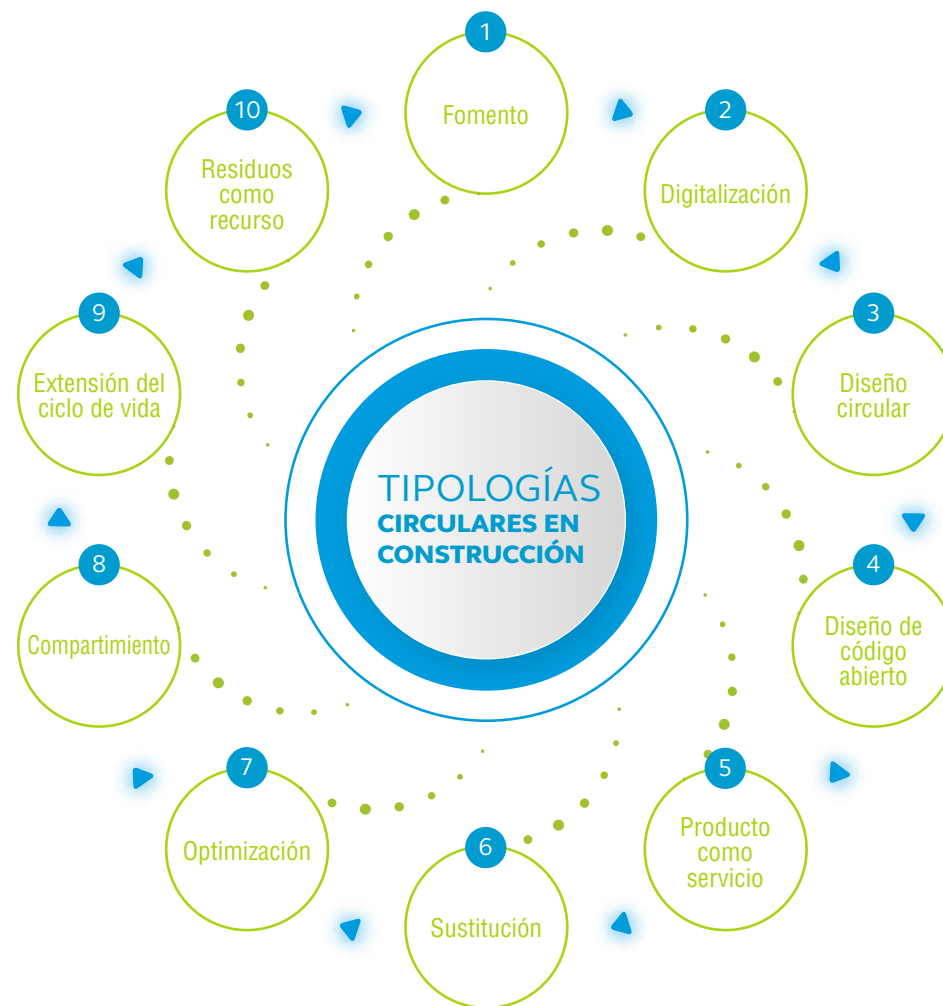 TIPOLOGÍAS
CIRCULARES EN
CONSTRUCCIÓN
1
Fomento
2
Digitalización
3
Diseño
circular
4
Diseño de
código
abierto
5
Producto
como
servicio
6
Sustitución
7
Optimización
8
Compartimiento
9
Extensión del
ciclo de vida
10
Residuos
como
recurso